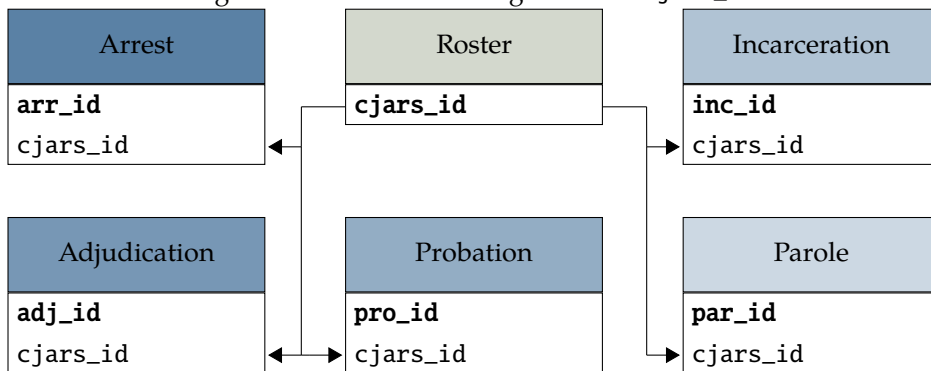 Arrest
arr_id
cjars_id
Roster
cjars_id
Incarceration
inc_id
cjars_id
Adjudication
adj_id
cjars_id
Probation
pro_id
cjars_id
Parole
par_id
cjars_id